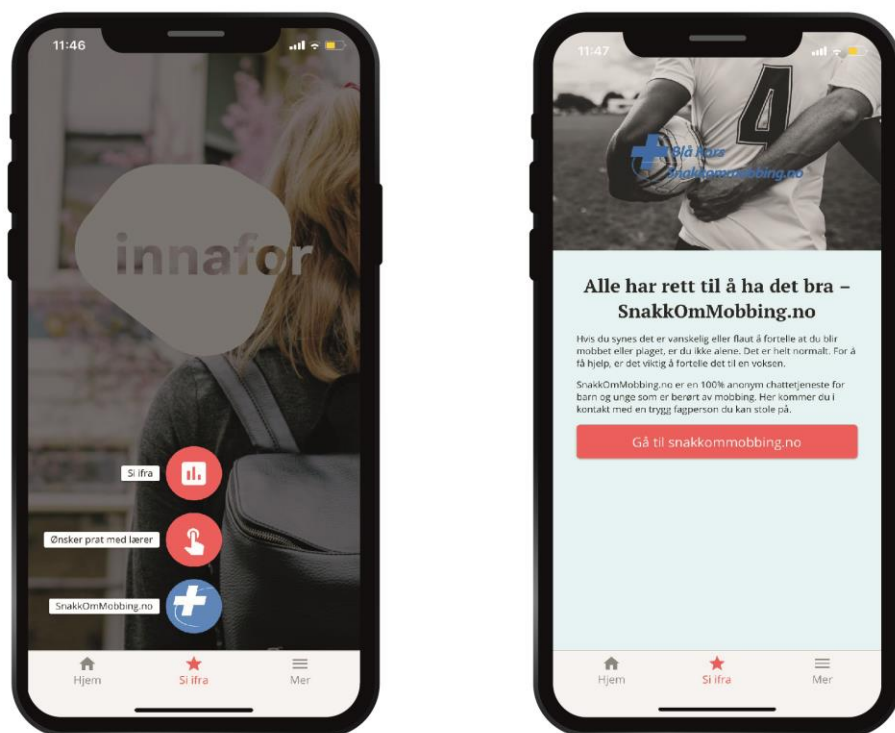 11:46
innafor
Si ifra
Ønsker prat med lærer
SnakkOmMobbing.no
Hjem
Si ifra
Mer
11:47
4
Blå Kors
Snakkommobbing.no
Alle har rett til å ha det bra –
SnakkOmMobbing.no
Hvis du synes det er vanskelig eller flaut å fortelle at du blir
mobbet eller plaget, er du ikke alene. Det er helt normalt. For å
få hjelp, er det viktig å fortelle det til en voksen.
SnakkOmMobbing.no er en 100% anonym chattetjeneste for
barn og unge som er berørt av mobbing. Her kommer du i
kontakt med en trygg fagperson du kan stole på.
Gå til snakkommobbing.no
Hjem
Si ifra
Mer